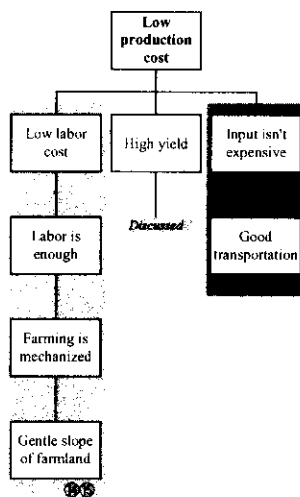 Low
production
cost
Low labor
cost
High yield
Input isn't
expensive
Labor is
enough
Discussed
Good
transportation
Farming is
mechanized
Gentle slope
of farmland